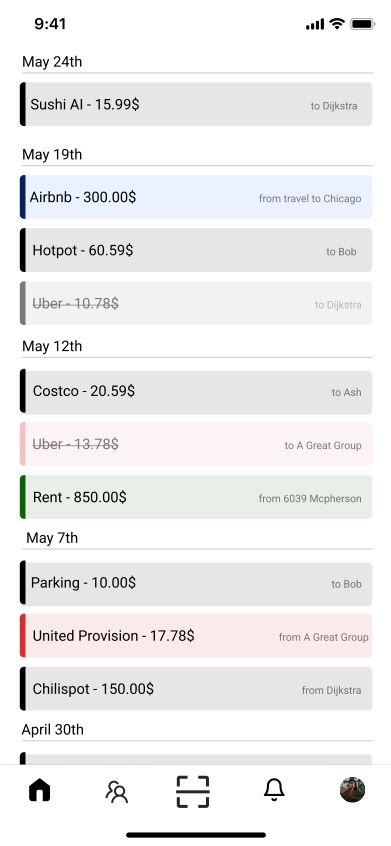 9:41
May 24th
Sushi AI - 15.99$ to Dijkstra
May 19th
Airbnb - 300.00$ from travel to Chicago
Hotpot - 60.59$ to Bob
Uber - 10.78$ to Dijkstra
May 12th
Costco - 20.59$ to Ash
Uber - 13.78$ to A Great Group
Rent - 850.00$ from 6039 Mcpherson
May 7th
Parking - 10.00$ to Bob
United Provision - 17.78$ from A Great Group
Chilispot - 150.00$ from Dijkstra
April 30th